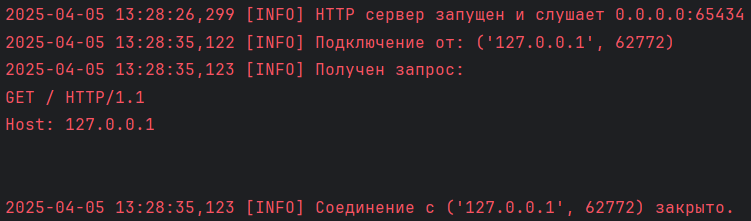 2025-04-05 13:28:26,299 [INFO] HTTP сервер запущен и слушает 0.0.0.0:65434
2025-04-05 13:28:35,122 [INFO] Подключение от: ('127.0.0.1', 62772)
2025-04-05 13:28:35,123 [INFO] Получен запрос:
GET / HTTP/1.1
Host: 127.0.0.1
2025-04-05 13:28:35,123 [INFO] Соединение с ('127.0.0.1', 62772) закрыто.